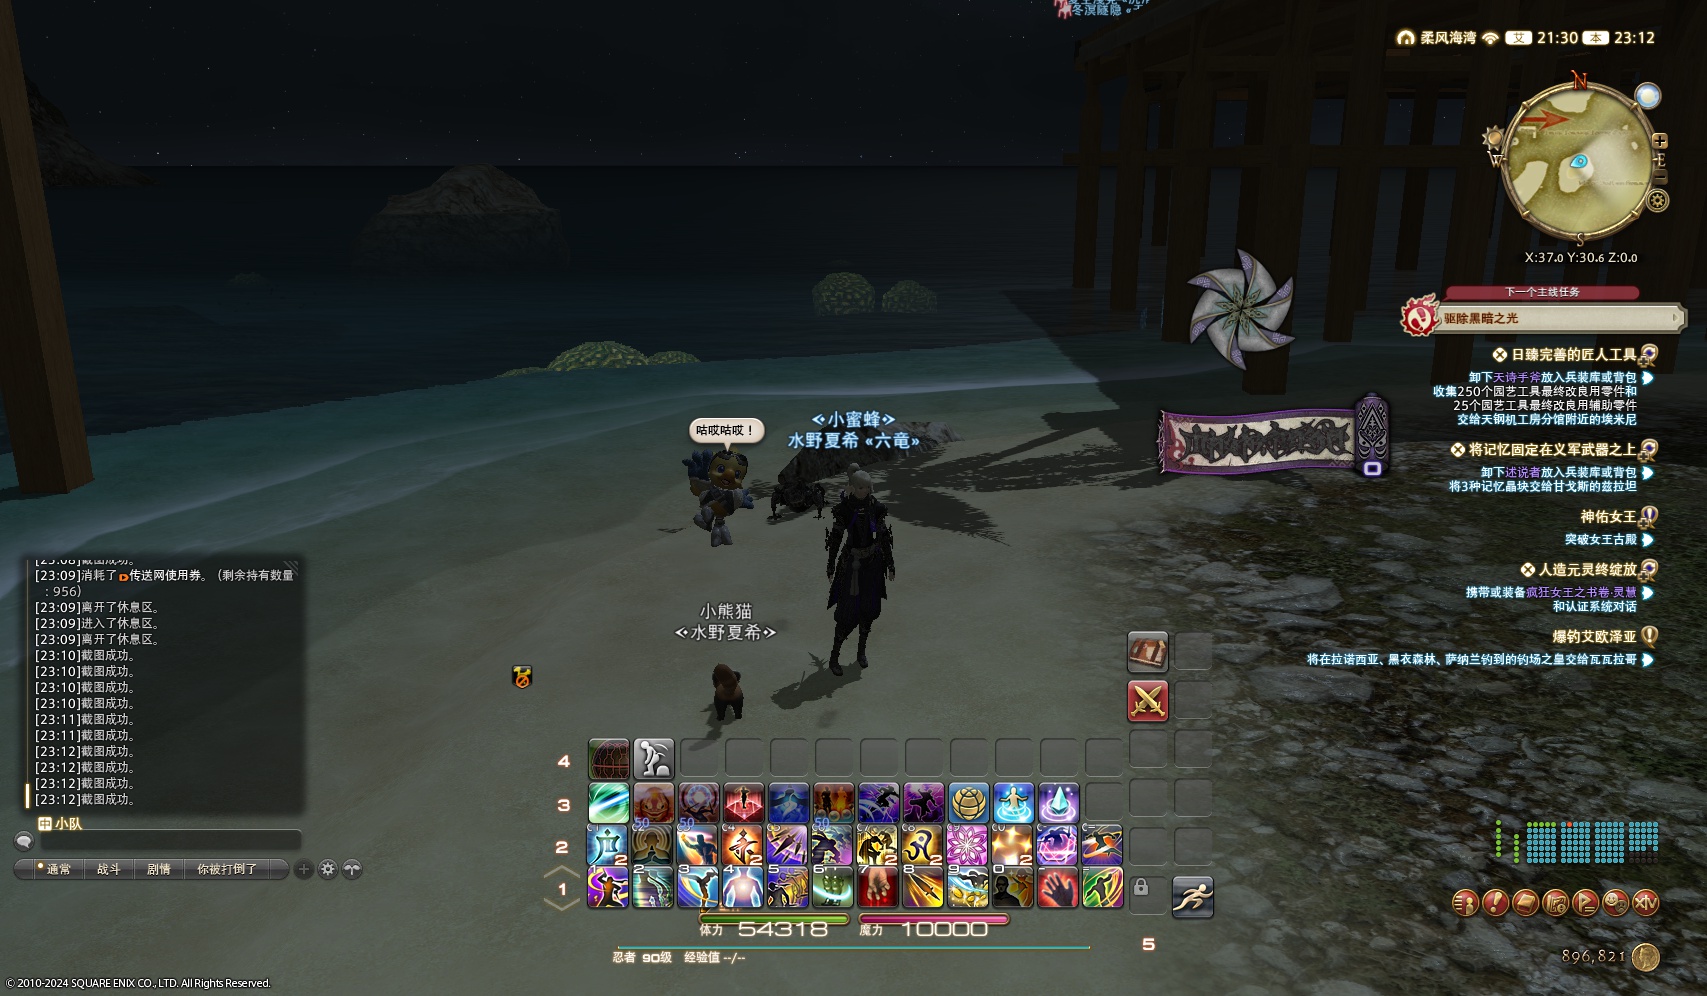 冬溟隧隐
柔风海湾 艾 21:30 本 23:12
N
W
E
S
X:37.0 Y:30.6 Z:0.0
下一个主线任务
驱除黑暗之光
日臻完善的匠人工具
卸下天诗手斧放入兵装库或背包
收集250个园艺工具最终改良用零件和
25个园艺工具最终改良用辅助零件
交给天钢机工房分馆附近的埃米尼
将记忆固定在义军武器之上
卸下述说者放入兵装库或背包
将3种记忆晶块交给甘戈斯的兹拉坦
神佑女王
突破女王古殿
人造元灵终绽放
携带或装备疯狂女王之书卷·灵慧
和认证系统对话
爆钓艾欧泽亚
将在拉诺西亚、黑衣森林、萨纳兰钓到的钓场之皇交给瓦瓦拉哥
咕哎咕哎！
小蜜蜂
水野夏希 «六竜»
小熊猫
水野夏希
[23:08]截图成功。
[23:09]消耗了传送网使用券。（剩余持有数量
：956）
[23:09]离开了休息区。
[23:09]进入了休息区。
[23:09]离开了休息区。
[23:10]截图成功。
[23:10]截图成功。
[23:10]截图成功。
[23:10]截图成功。
[23:11]截图成功。
[23:11]截图成功。
[23:12]截图成功。
[23:12]截图成功。
[23:12]截图成功。
[23:12]截图成功。
中 小队
通常 战斗 剧情 你被打倒了
4
3
2
1
5
体力 54318 魔力 10000
忍者 90级 经验值 --/--
896,821
© 2010-2024 SQUARE ENIX CO., LTD. All Rights Reserved.